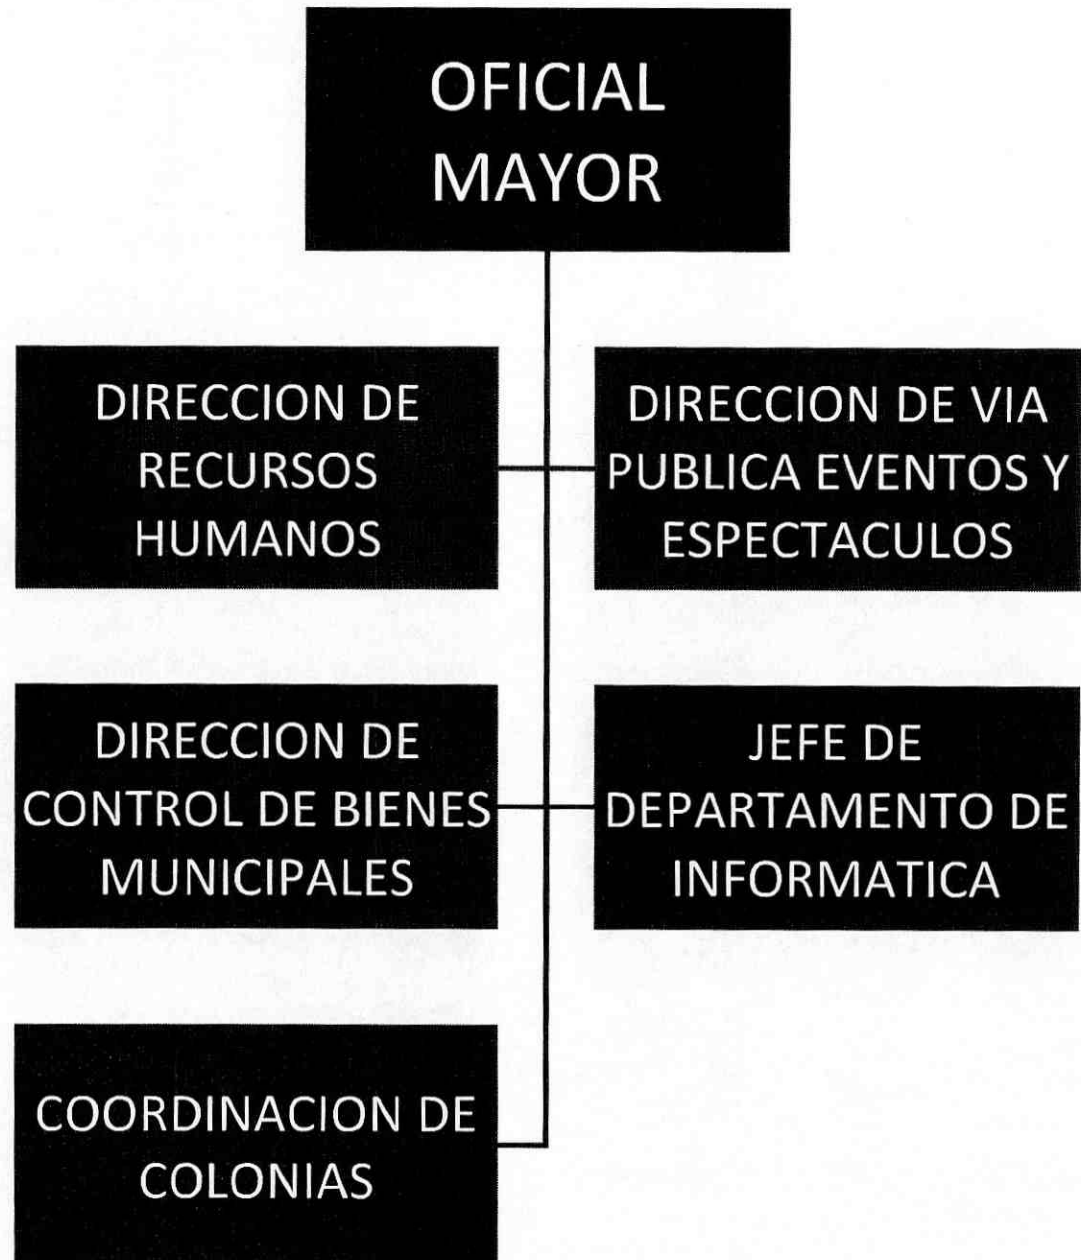 OFICIAL
MAYOR
DIRECCION DE
RECURSOS
HUMANOS
DIRECCION DE VIA
PUBLICA EVENTOS Y
ESPECTACULOS
DIRECCION DE
CONTROL DE BIENES
MUNICIPALES
JEFE DE
DEPARTAMENTO DE
INFORMATICA
COORDINACION DE
COLONIAS